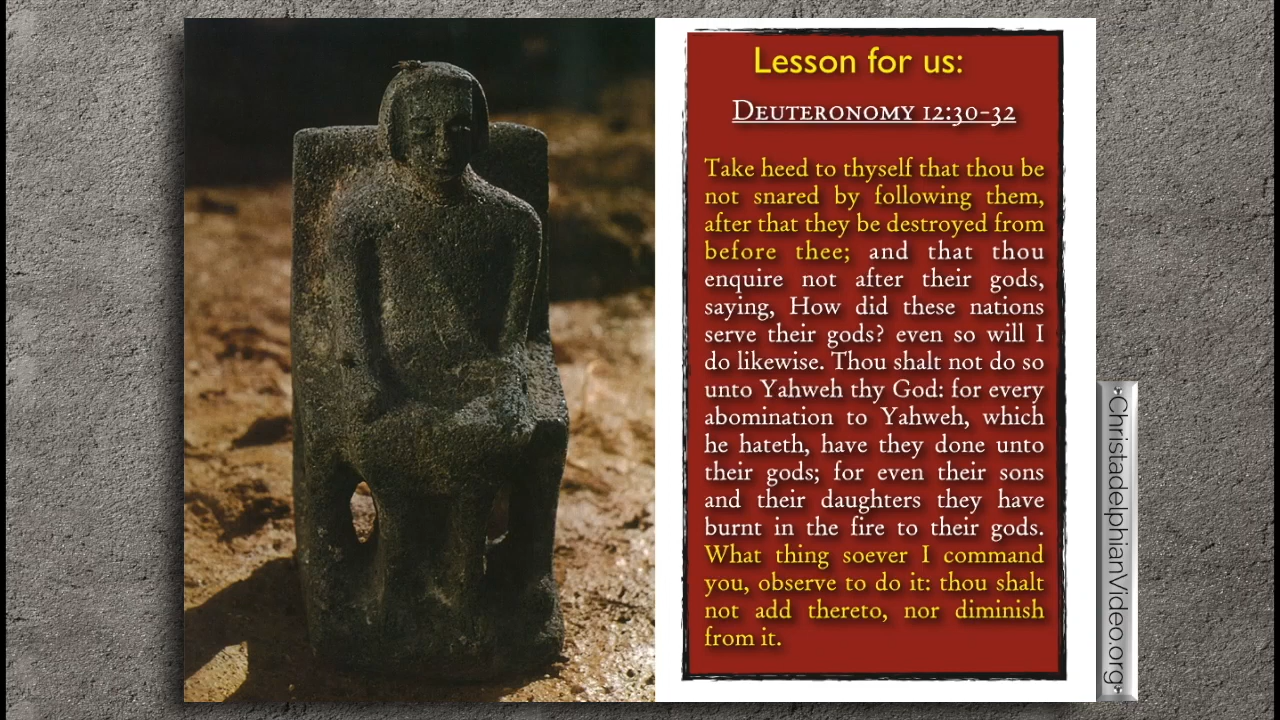 Lesson for us:
DEUTERONOMY 12:30-32
Take heed to thyself that thou be
not snared by following them,
after that they be destroyed from
before thee; and that thou
enquire not after their gods,
saying, How did these nations
serve their gods? even so will I
do likewise. Thou shalt not do so
unto Yahweh thy God: for every
abomination to Yahweh, which
he hateth, have they done unto
their gods; for even their sons
and their daughters they have
burnt in the fire to their gods.
What thing soever I command
you, observe to do it: thou shalt
not add thereto, nor diminish
from it.
ChristadelphianVideo.org